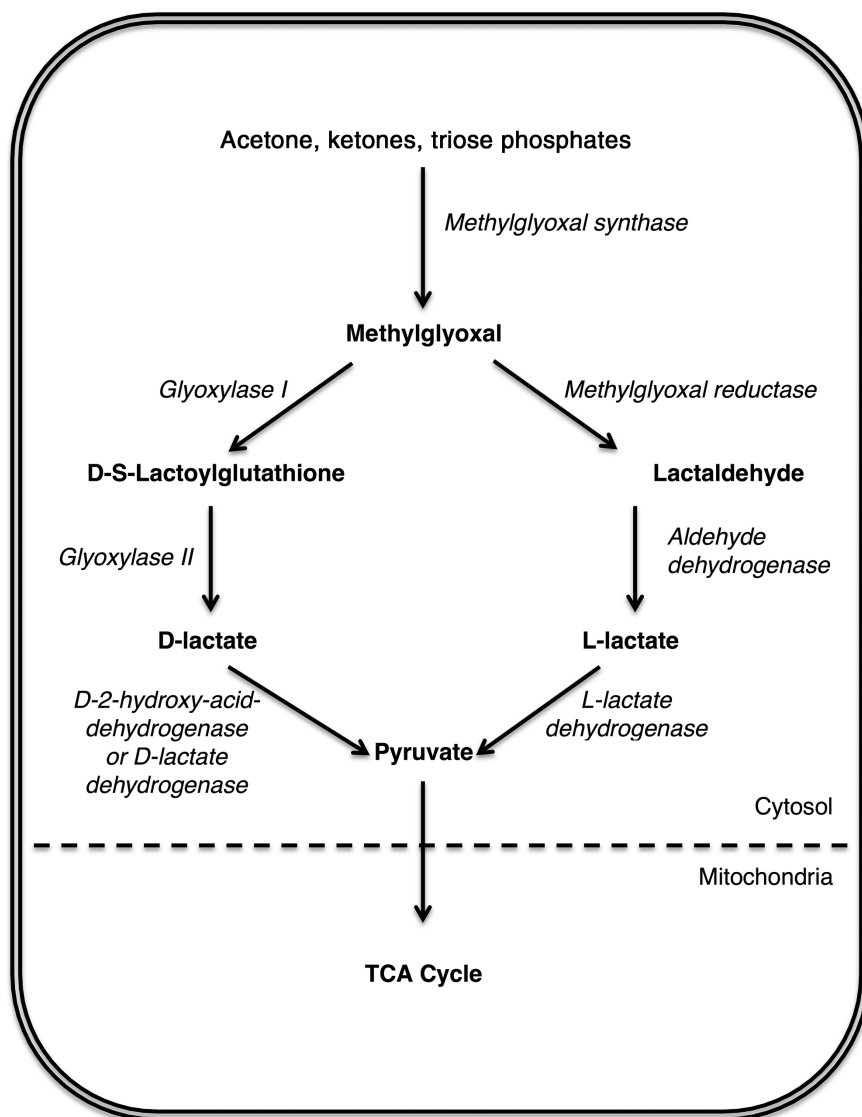 Acetone, ketones, triose phosphates
Methylglyoxal synthase
Methylglyoxal
Glyoxylase I
Methylglyoxal reductase
D-S-Lactoylglutathione
Lactaldehyde
Glyoxylase II
Aldehyde
dehydrogenase
D-lactate
L-lactate
D-2-hydroxy-acid-
dehydrogenase
or D-lactate
dehydrogenase
L-lactate
dehydrogenase
Pyruvate
Cytosol
Mitochondria
TCA Cycle